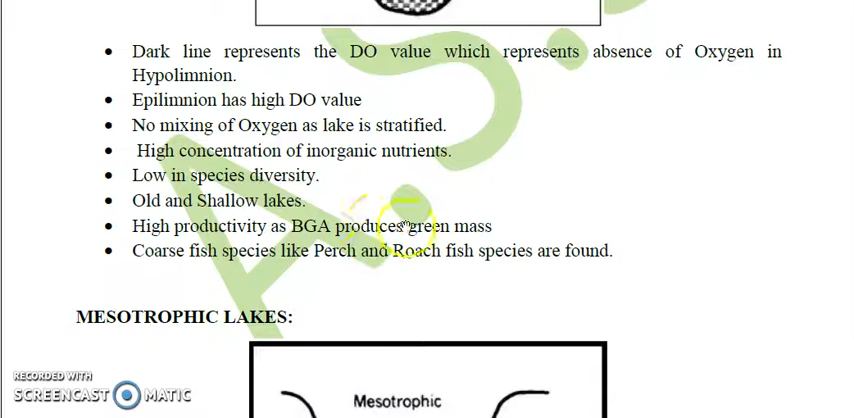 • Dark line represents the DO value which represents absence of Oxygen in
Hypolimnion.
• Epilimnion has high DO value
• No mixing of Oxygen as lake is stratified.
• High concentration of inorganic nutrients.
• Low in species diversity.
• Old and Shallow lakes.
• High productivity as BGA produces green mass
• Coarse fish species like Perch and Roach fish species are found.
MESOTROPHIC LAKES:
Mesotrophic
RECORDED WITH
SCREENCAST MATIC